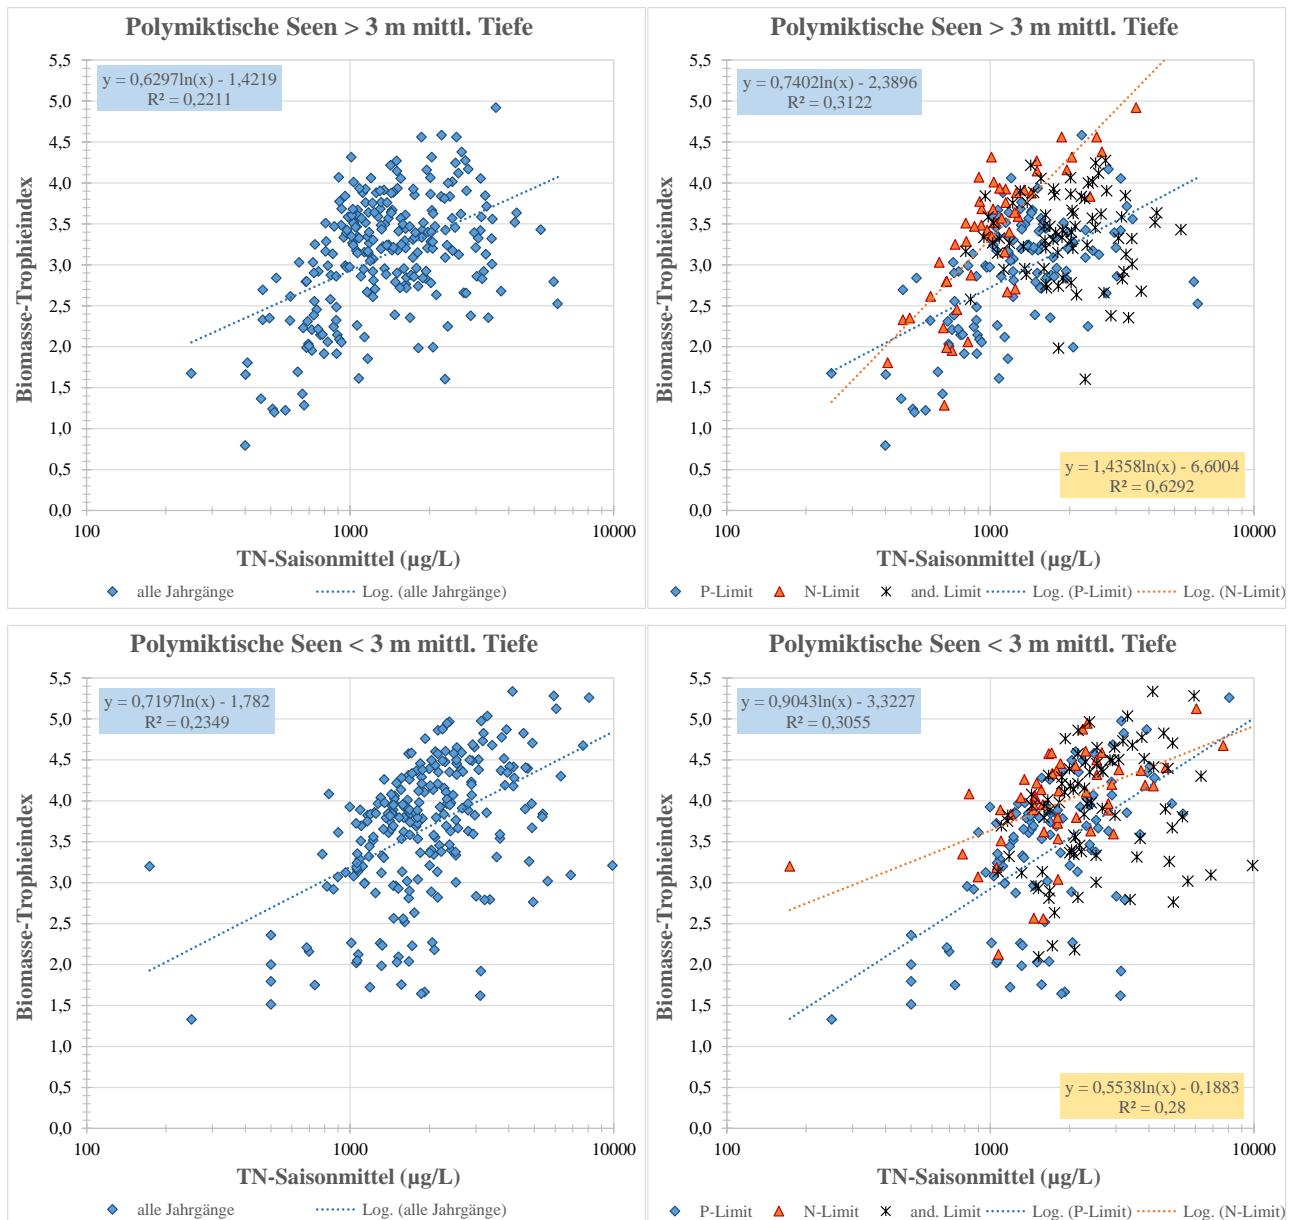 Polymiktische Seen > 3 m mittl. Tiefe
y = 0,6297ln(x) - 1,4219
R² = 0,2211
Biomasse-Trophieindex
5,5
5,0
4,5
4,0
3,5
3,0
2,5
2,0
1,5
1,0
0,5
0,0
100
1000
10000
TN-Saisonmittel (µg/L)
alle Jahrgänge
Log. (alle Jahrgänge)
Polymiktische Seen > 3 m mittl. Tiefe
y = 0,7402ln(x) - 2,3896
R² = 0,3122
Biomasse-Trophieindex
5,5
5,0
4,5
4,0
3,5
3,0
2,5
2,0
1,5
1,0
0,5
0,0
y = 1,4358ln(x) - 6,6004
R² = 0,6292
100
1000
10000
TN-Saisonmittel (µg/L)
P-Limit
N-Limit
and. Limit
Log. (P-Limit)
Log. (N-Limit)
Polymiktische Seen < 3 m mittl. Tiefe
y = 0,7197ln(x) - 1,782
R² = 0,2349
Biomasse-Trophieindex
5,5
5,0
4,5
4,0
3,5
3,0
2,5
2,0
1,5
1,0
0,5
0,0
100
1000
10000
TN-Saisonmittel (µg/L)
alle Jahrgänge
Log. (alle Jahrgänge)
Polymiktische Seen < 3 m mittl. Tiefe
y = 0,9043ln(x) - 3,3227
R² = 0,3055
Biomasse-Trophieindex
5,5
5,0
4,5
4,0
3,5
3,0
2,5
2,0
1,5
1,0
0,5
0,0
y = 0,5538ln(x) - 0,1883
R² = 0,28
100
1000
10000
TN-Saisonmittel (µg/L)
P-Limit
N-Limit
and. Limit
Log. (P-Limit)
Log. (N-Limit)